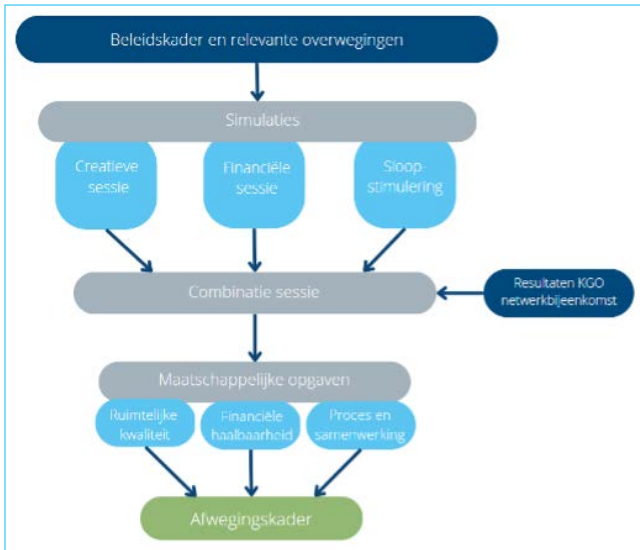 Beleidskader en relevante overwegingen
Simulaties
Creatieve
sessie
Financiële
sessie
Sloop-
stimulering
Combinatie sessie
Resultaten KGO
netwerkbijeenkomst
Maatschappelijke opgaven
Ruimtelijke
kwaliteit
Financiële
haalbaarheid
Proces en
samenwerking
Afwegingskader